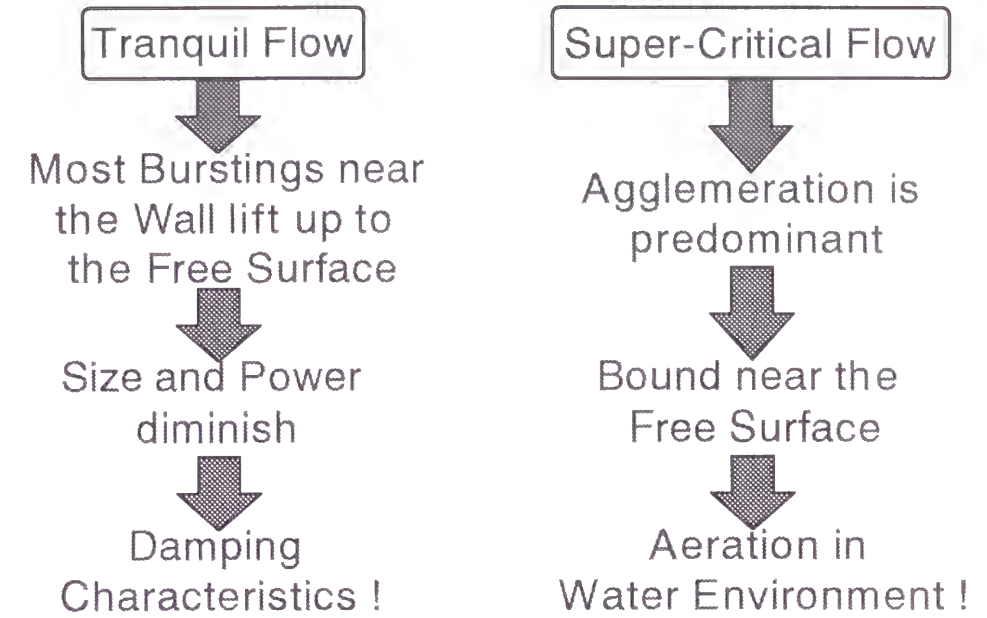 Tranquil Flow
Most Burstings near
the Wall lift up to
the Free Surface
Size and Power
diminish
Damping
Characteristics !
Super-Critical Flow
Agglemeration is
predominant
Bound near the
Free Surface
Aeration in
Water Environment !